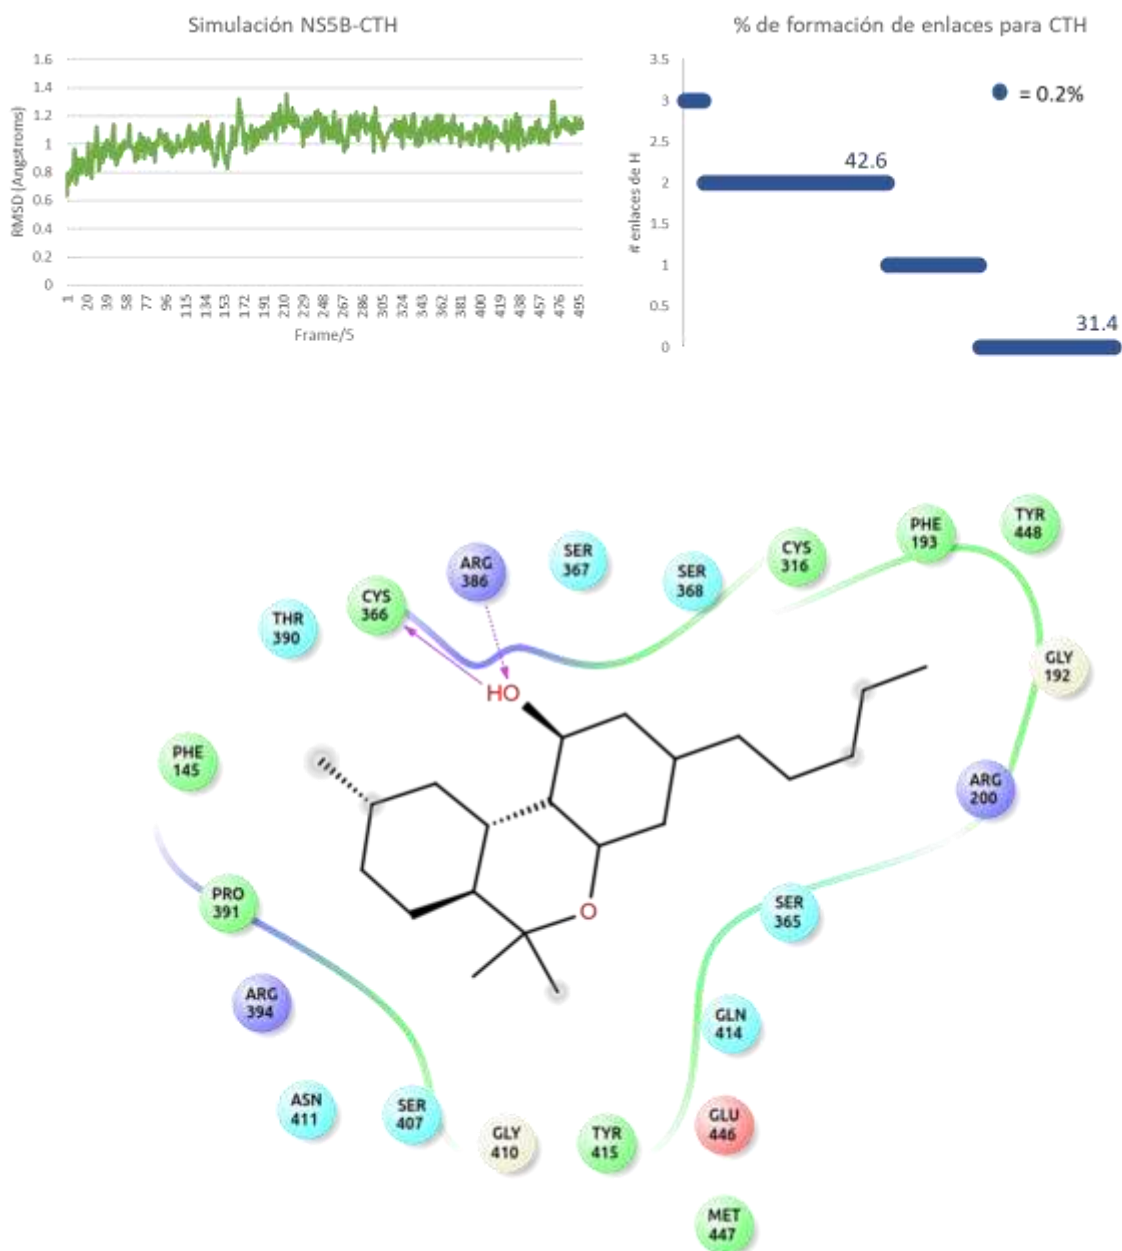 Simulación NS5B-CTH
1.6
1.4
1.2
1
0.8
0.6
0.4
0.2
0
RMSD (Angstroms)
1 20 39 58 77 96 115 134 153 172 191 210 229 248 267 286 305 324 343 362 381 400 419 438 457 476 495
Frame/5
% de formación de enlaces para CTH
3.5
3
2.5
2
1.5
1
0.5
0
# enlaces de H
= 0.2%
42.6
31.4
TYR
448
PHE
193
CYS
316
SER
367
SER
368
ARG
386
CYS
366
THR
390
GLY
192
HO
PHE
145
ARG
200
PRO
391
SER
365
O
ARG
394
GLN
414
ASN
411
SER
407
GLY
410
TYR
415
GLU
446
MET
447